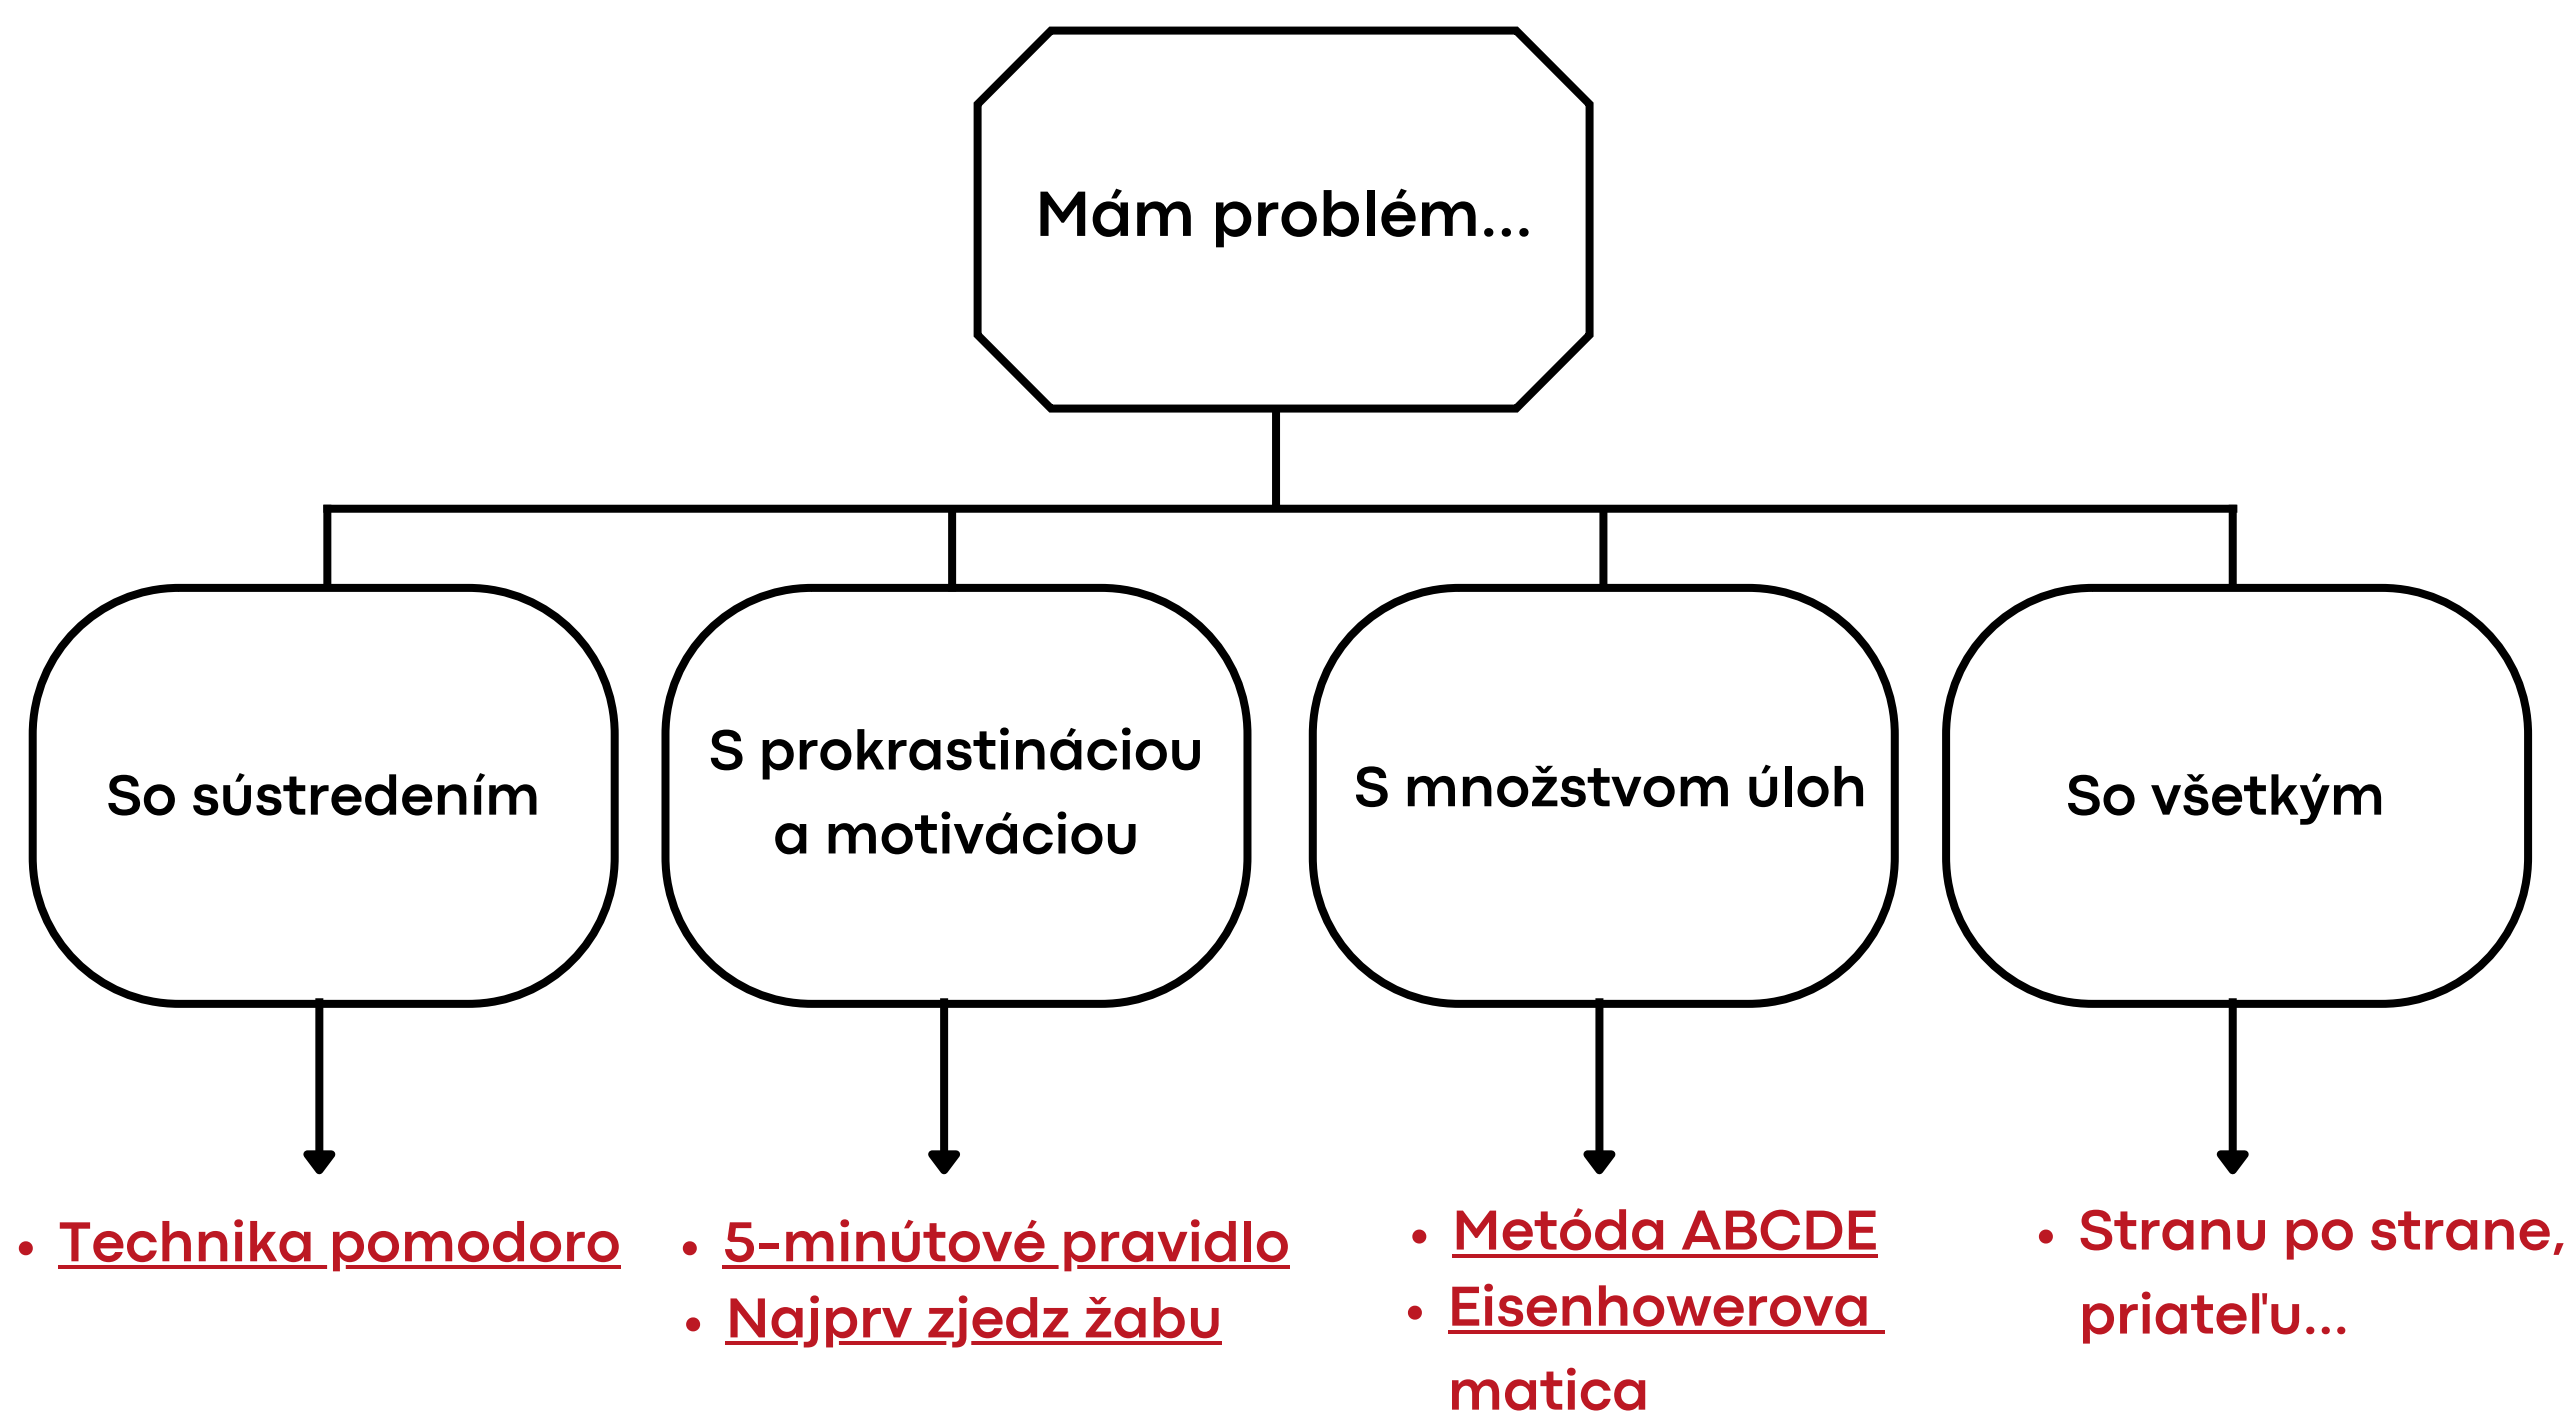 Mám problém...
So sústredením
S prokrastináciou
a motiváciou
S množstvom úloh
So všetkým
• Technika pomodoro
• 5-minútové pravidlo
• Najprv zjedz žabu
• Metóda ABCDE
• Eisenhowerova
matica
• Stranu po strane,
priateľu...